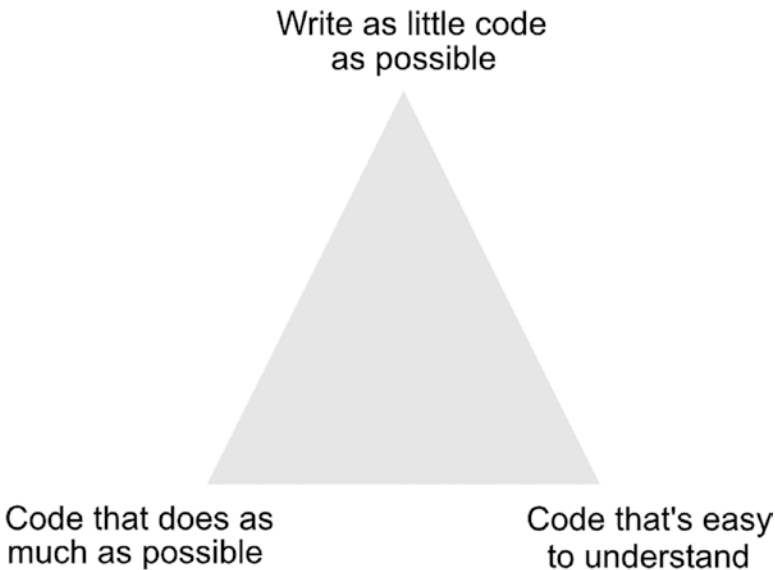 Write as little code
as possible
Code that does as
much as possible
Code that's easy
to understand